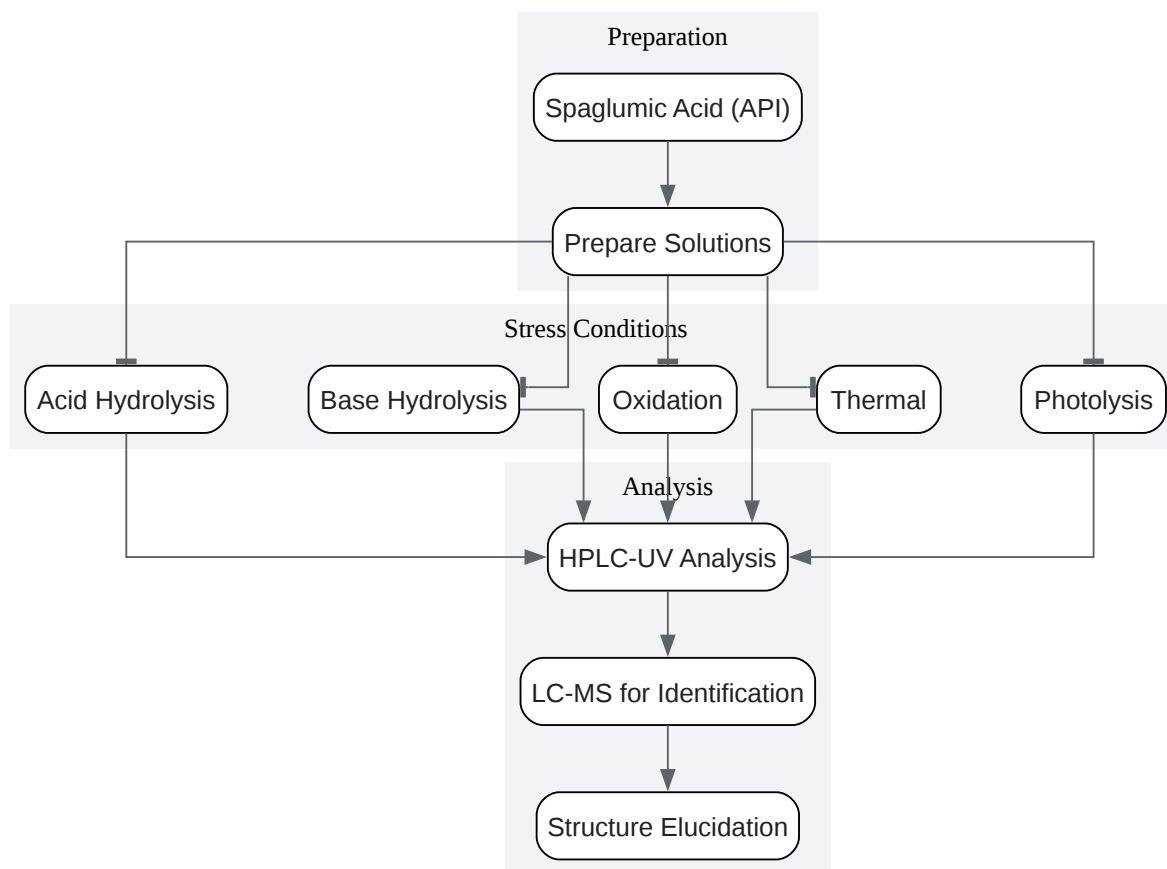 Preparation
Spaglumic Acid (API)
Prepare Solutions
Stress Conditions
Acid Hydrolysis
Base Hydrolysis
Oxidation
Thermal
Photolysis
Analysis
HPLC-UV Analysis
LC-MS for Identification
Structure Elucidation